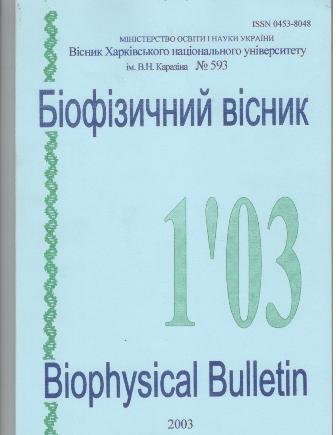 ISSN 0453-8048
МІНІСТЕРСТВО ОСВІТИ І НАУКИ УКРАЇНИ
Вісник Харківського національного університету
ім. В.Н. Каразіна № 593
Біофізичний вісник
1'03
Biophysical Bulletin
2003